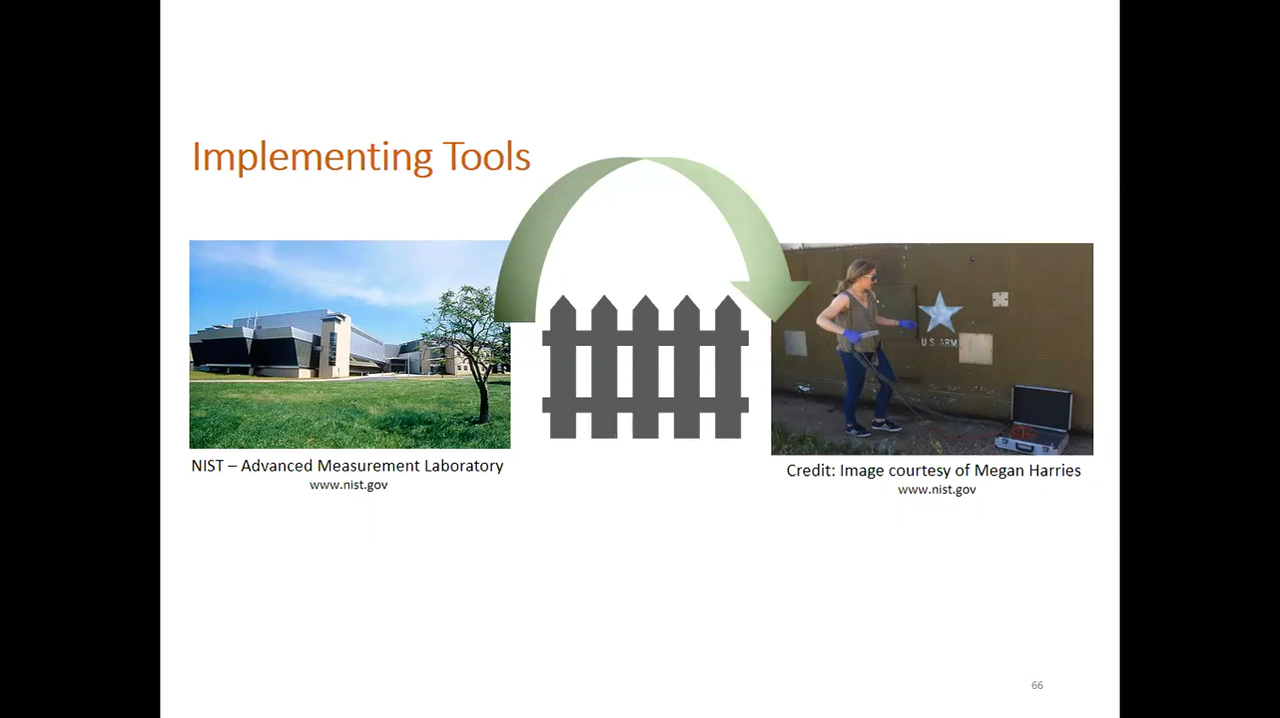 Implementing Tools
U.S. ARMY
NIST – Advanced Measurement Laboratory
www.nist.gov
Credit: Image courtesy of Megan Harries
www.nist.gov
66